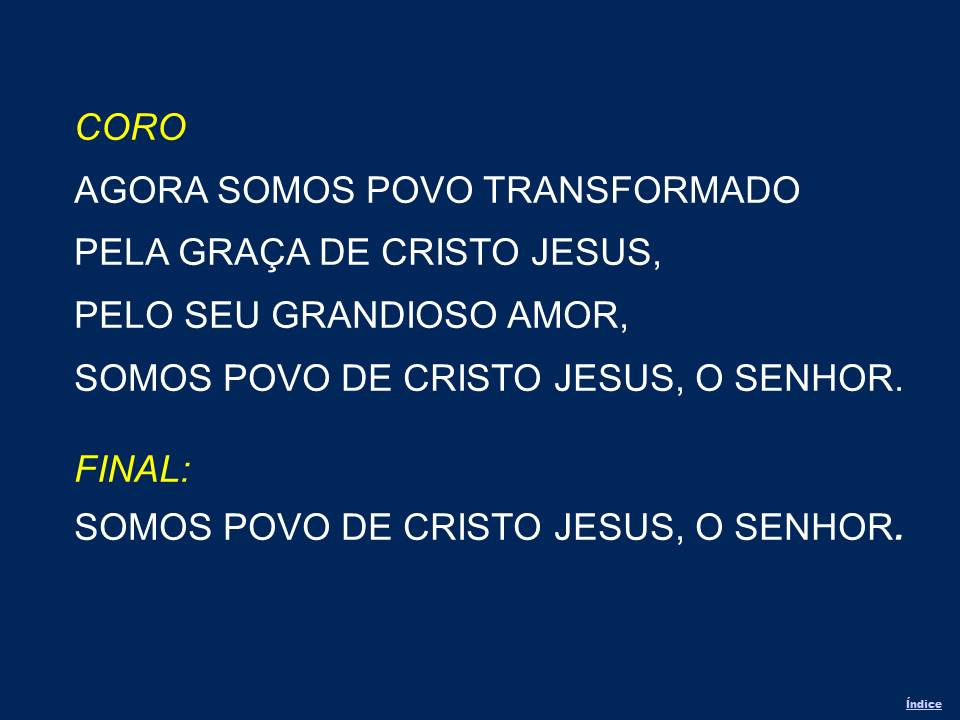 CORO
AGORA SOMOS POVO TRANSFORMADO
PELA GRAÇA DE CRISTO JESUS,
PELO SEU GRANDIOSO AMOR,
SOMOS POVO DE CRISTO JESUS, O SENHOR.
FINAL:
SOMOS POVO DE CRISTO JESUS, O SENHOR.
Índice